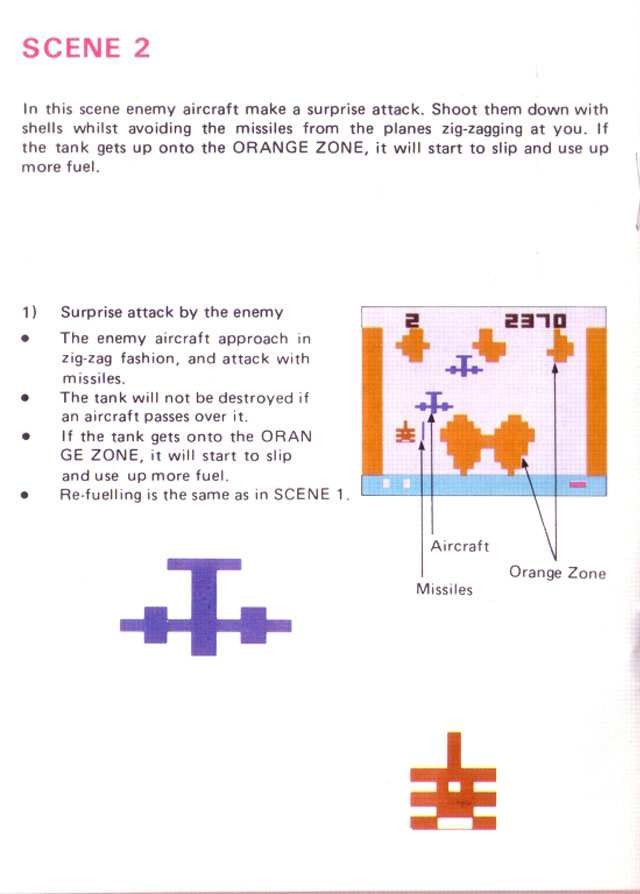 SCENE 2
In this scene enemy aircraft make a surprise attack. Shoot them down with
shells whilst avoiding the missiles from the planes zig-zagging at you. If
the tank gets up onto the ORANGE ZONE, it will start to slip and use up
more fuel.
1) Surprise attack by the enemy
• The enemy aircraft approach in
zig-zag fashion, and attack with
missiles.
• The tank will not be destroyed if
an aircraft passes over it.
• If the tank gets onto the ORAN
GE ZONE, it will start to slip
and use up more fuel.
• Re-fuelling is the same as in SCENE 1.
2 2370
Aircraft
Orange Zone
Missiles